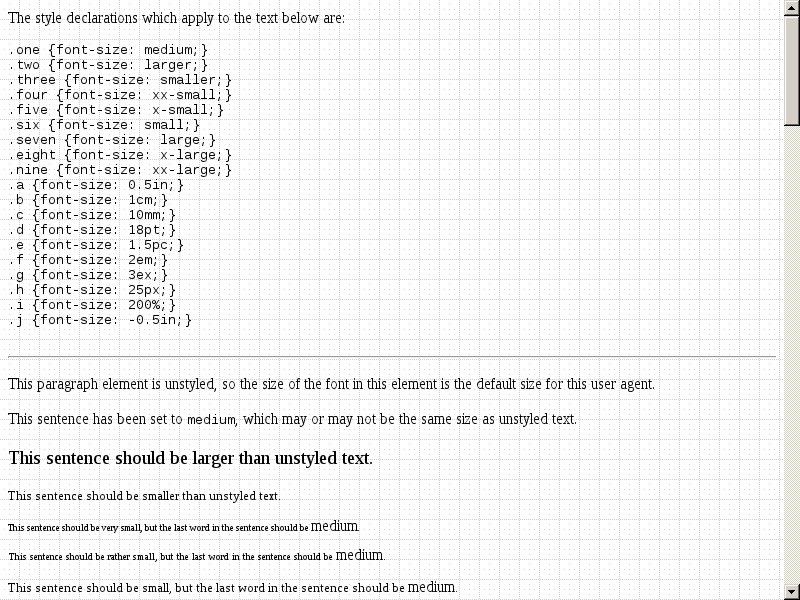 The style declarations which apply to the text below are:
.one {font-size: medium;}
.two {font-size: larger;}
.three {font-size: smaller;}
.four {font-size: xx-small;}
.five {font-size: x-small;}
.six {font-size: small;}
.seven {font-size: large;}
.eight {font-size: x-large;}
.nine {font-size: xx-large;}
.a {font-size: 0.5in;}
.b {font-size: 1cm;}
.c {font-size: 10mm;}
.d {font-size: 18pt;}
.e {font-size: 1.5pc;}
.f {font-size: 2em;}
.g {font-size: 3ex;}
.h {font-size: 25px;}
.i {font-size: 200%;}
.j {font-size: -0.5in;}
This paragraph element is unstyled, so the size of the font in this element is the default size for this user agent.
This sentence has been set to medium, which may or may not be the same size as unstyled text.
This sentence should be larger than unstyled text.
This sentence should be smaller than unstyled text.
This sentence should be very small, but the last word in the sentence should be medium.
This sentence should be rather small, but the last word in the sentence should be medium.
This sentence should be small, but the last word in the sentence should be medium.